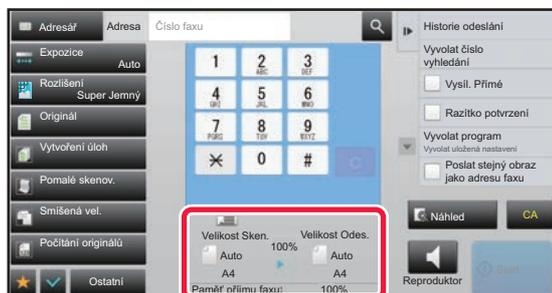 Adresář
Adresa
Číslo faxu
Expozice
Auto
Rozlišení
Super Jemný
Originál
Vytvoření úloh
Pomalé skenov.
Smíšená vel.
Počítání originálů
Ostatní
1
2
ABC
3
DEF
4
GHI
5
JKL
6
MNO
7
PQRS
8
TUV
9
WXYZ
0
#
C
Velikost Sken.
100%
Velikost Odes.
Auto
Auto
A4
A4
Paměť příjmu faxu:
100%
Historie odeslání
Vyvolat číslo
vyhledání
Vysíl. Přímé
Razítko potvrzení
Vyvolat program
Vyvolat uložená nastavení
Poslat stejný obraz
jako adresu faxu
Náhled
CA
Reproduktor
Start